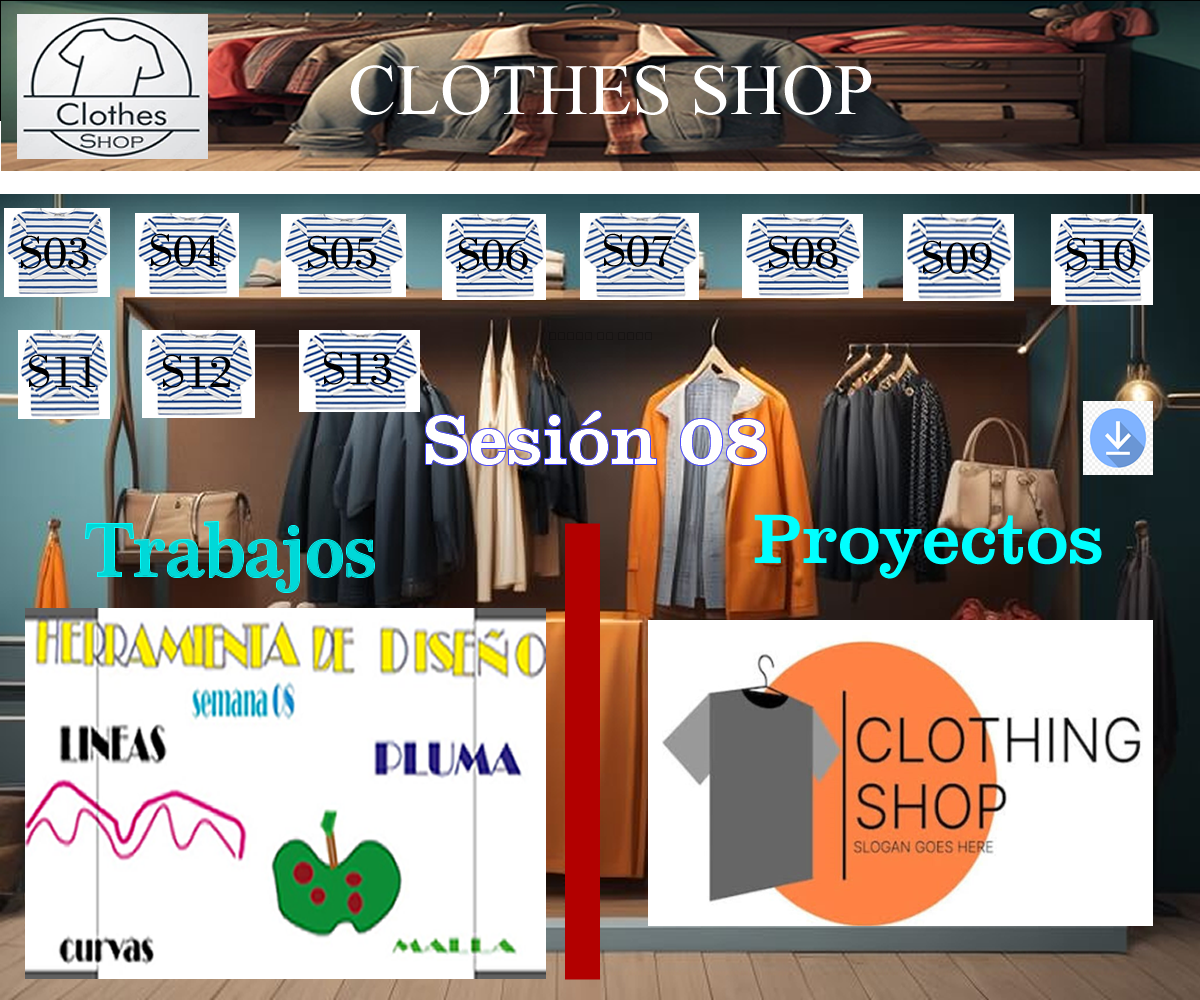 Clothes
SHOP
CLOTHES SHOP
S03 S04 S05 S06 S07 S08 S09 S10
S11 S12 S13
Sesión 08
Trabajos
Proyectos
HERRAMIENTA DE DISEÑO
semana 08
LINEAS
PLUMA
curvas
MALLA
CLOTHING
SHOP
SLOGAN GOES HERE